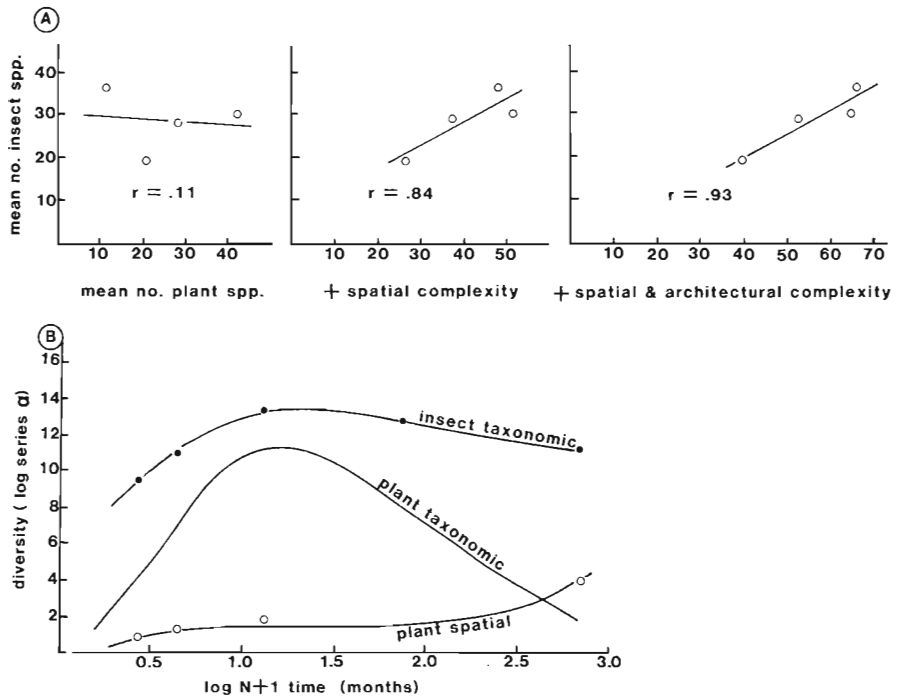 A
mean no. insect spp.
40
30
20
10
r = .11
10 20 30 40
mean no. plant spp.
r = .84
10 20 30 40 50
+ spatial complexity
r = .93
10 20 30 40 50 60 70
+ spatial & architectural complexity
B
diversity ( log series α)
16
14
12
10
8
6
4
2
insect taxonomic
plant taxonomic
plant spatial
0.5 1.0 1.5 2.0 2.5 3.0
log N+1 time (months)